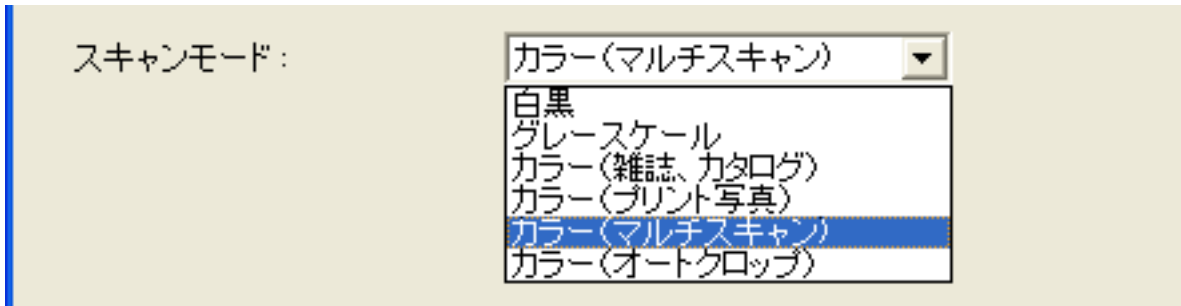 スキャンモード： カラー(マルチスキャン)
白黒
グレースケール
カラー(雑誌、カタログ)
カラー(プリント写真)
カラー(マルチスキャン)
カラー(オートクロップ)